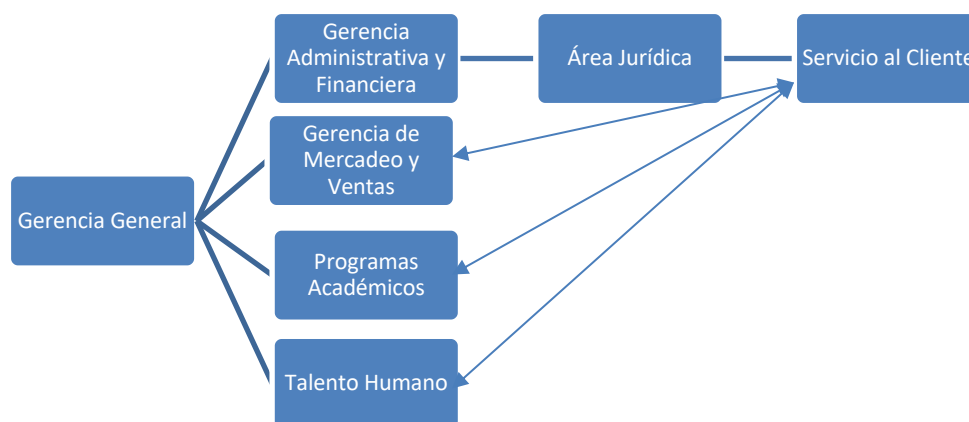 Gerencia
Administrativa y
Financiera
Área Jurídica
Servicio al Cliente
Gerencia de
Mercadeo y
Ventas
Gerencia General
Programas
Académicos
Talento Humano